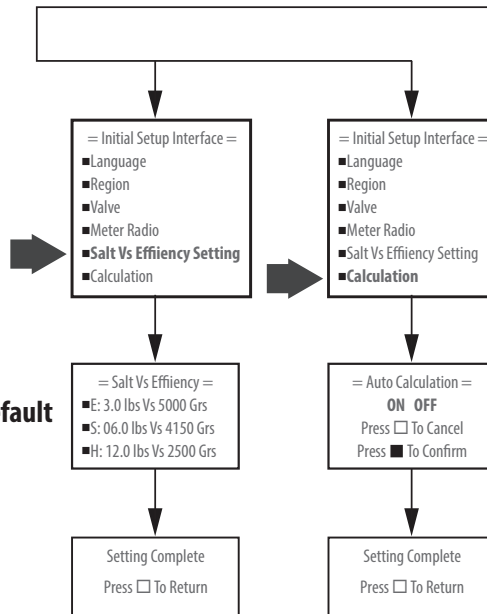 = Initial Setup Interface =
■Language
■Region
■Valve
■Meter Radio
■Salt Vs Effiiency Setting
■Calculation
= Initial Setup Interface =
■Language
■Region
■Valve
■Meter Radio
■Salt Vs Effiiency Setting
■Calculation
fault
= Salt Vs Effiiency =
■E: 3.0 lbs Vs 5000 Grs
■S: 06.0 lbs Vs 4150 Grs
■H: 12.0 lbs Vs 2500 Grs
= Auto Calculation =
ON OFF
Press □ To Cancel
Press ■ To Confirm
Setting Complete
Press □ To Return
Setting Complete
Press □ To Return